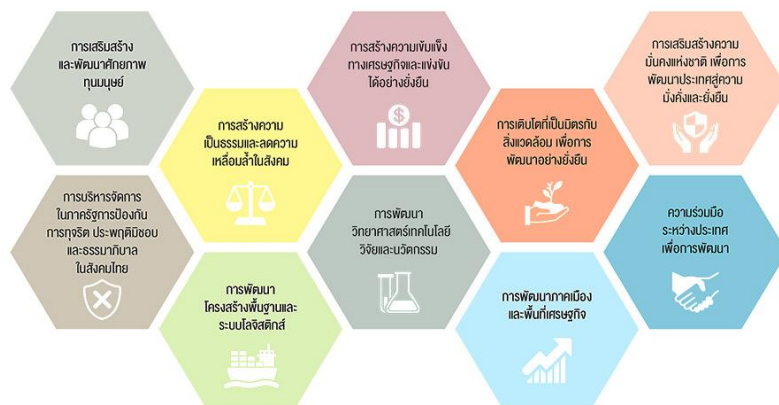 การเสริมสร้าง
และพัฒนาศักยภาพ
ทุนมนุษย์
การสร้างความ
เป็นธรรมและลดความ
เหลื่อมล้ำในสังคม
การสร้างความเข้มแข็ง
ทางเศรษฐกิจและแข่งขัน
ได้อย่างยั่งยืน
การเติบโตที่เป็นมิตรกับ
สิ่งแวดล้อม เพื่อการ
พัฒนาอย่างยั่งยืน
การเสริมสร้างความ
มั่นคงแห่งชาติ เพื่อการ
พัฒนาประเทศสู่ความ
มั่งคั่งและยั่งยืน
การบริหารจัดการ
ในภาครัฐการป้องกัน
การทุจริต ประพฤติมิชอบ
และธรรมาภิบาล
ในสังคมไทย
การพัฒนา
โครงสร้างพื้นฐานและ
ระบบโลจิสติกส์
การพัฒนา
วิทยาศาสตร์เทคโนโลยี
วิจัยและนวัตกรรม
การพัฒนาภาคเมือง
และพื้นที่เศรษฐกิจ
ความร่วมมือ
ระหว่างประเทศ
เพื่อการพัฒนา